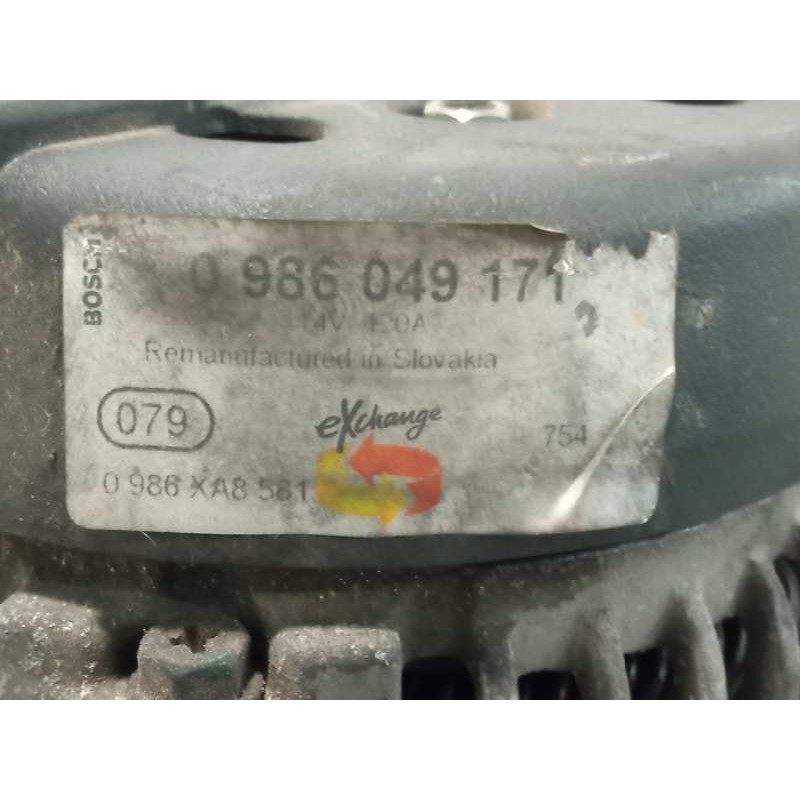 BOSCH
0 986 049 171
14V 120A
Remanufactured in Slovakia
079
eXchange
754
0 986 XA8 581